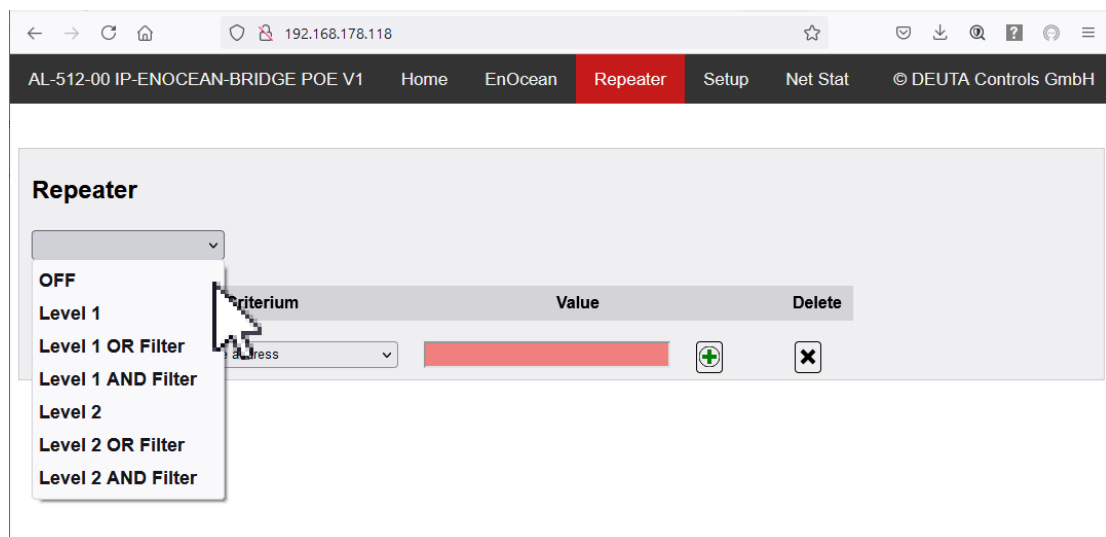 192.168.178.118
AL-512-00 IP-ENOCEAN-BRIDGE POE V1 Home EnOcean Repeater Setup Net Stat © DEUTA Controls GmbH
Repeater
OFF
Criterium Value Delete
Level 1
Level 1 OR Filter
Level 1 AND Filter
Level 2
Level 2 OR Filter
Level 2 AND Filter